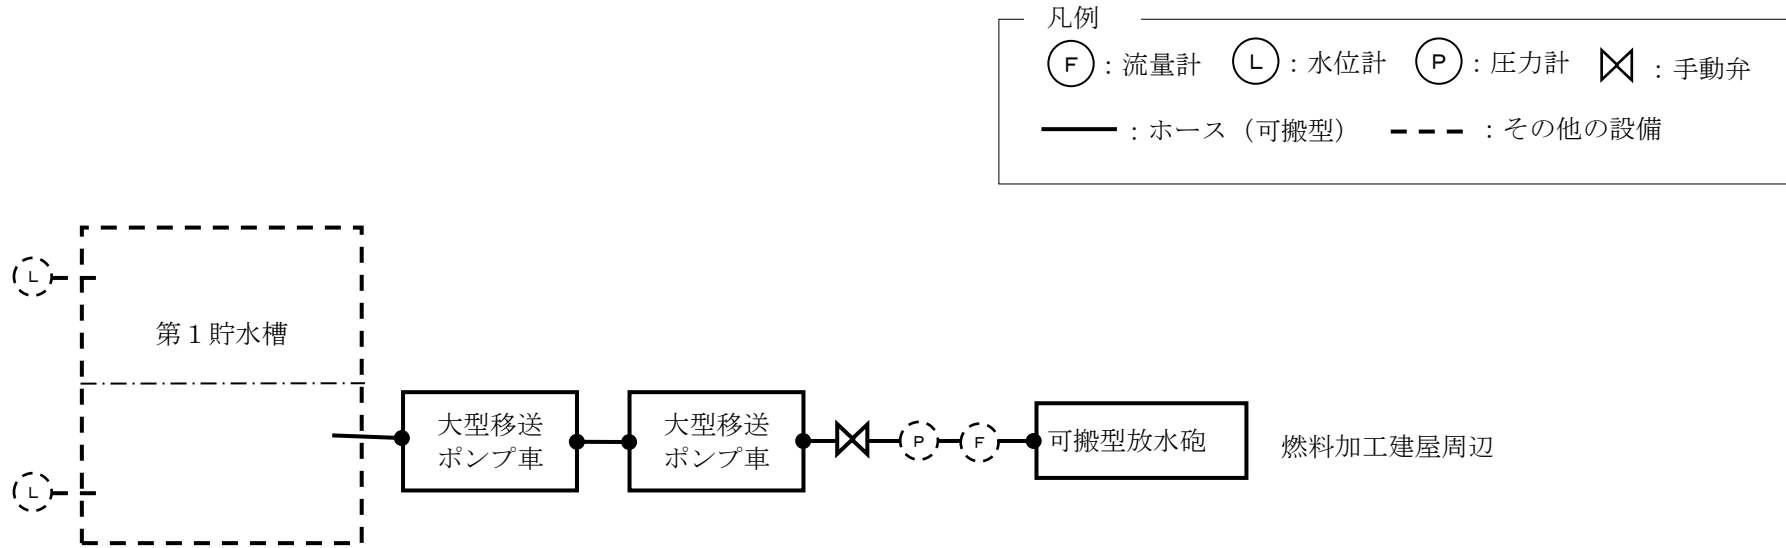 凡例
F : 流量計 L : 水位計 P : 圧力計 : 手動弁
: ホース（可搬型） : その他の設備
L
第１貯水槽
大型移送
ポンプ車
大型移送
ポンプ車
P
F
可搬型放水砲
燃料加工建屋周辺
L